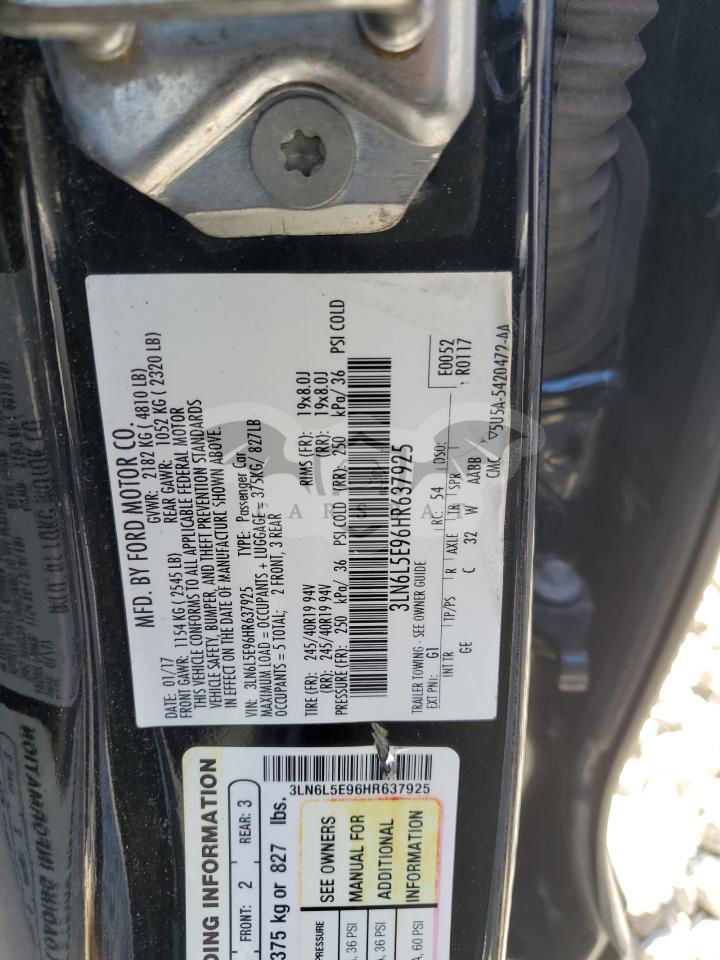 MFD. BY FORD MOTOR CO.
DATE: 01/17 GVWR: 2182 KG ( 4810 LB)
FRONT GAWR: 1154 KG ( 2545 LB) REAR GAWR: 1052 KG ( 2320 LB)
THIS VEHICLE CONFORMS TO ALL APPLICABLE FEDERAL MOTOR
VEHICLE SAFETY, BUMPER, AND THEFT PREVENTION STANDARDS
IN EFFECT ON THE DATE OF MANUFACTURE SHOWN ABOVE.
VIN: 3LN6L5E96HR637925 TYPE: Passenger Car
MAXIMUM LOAD = OCCUPANTS + LUGGAGE = 375KG/ 827LB
OCCUPANTS = 5 TOTAL; 2 FRONT, 3 REAR
TIRE (FR): 245/40R19 94V RIMS (FR): 19x8.0J
(RR): 245/40R19 94V (RR): 19x8.0J
PRESSURE (FR): 250 kPa/ 36 PSI COLD (RR): 250 kPa/ 36 PSI COLD
3LN6L5E96HR637925
TRAILER TOWING - SEE OWNER GUIDE
EXT PNT: G1 RC: 54 DSO: E0052
R0117
INT TR TP/PS R AXLE TR SPR
GE C 32 W AABB
CMC ▽5U5A-5420472-AA
CARSTAT
3LN6L5E96HR637925
DING INFORMATION
FRONT: 2 REAR: 3
375 kg or 827 lbs.
PRESSURE SEE OWNERS
36 PSI MANUAL FOR
A, 36 PSI ADDITIONAL
A, 60 PSI INFORMATION